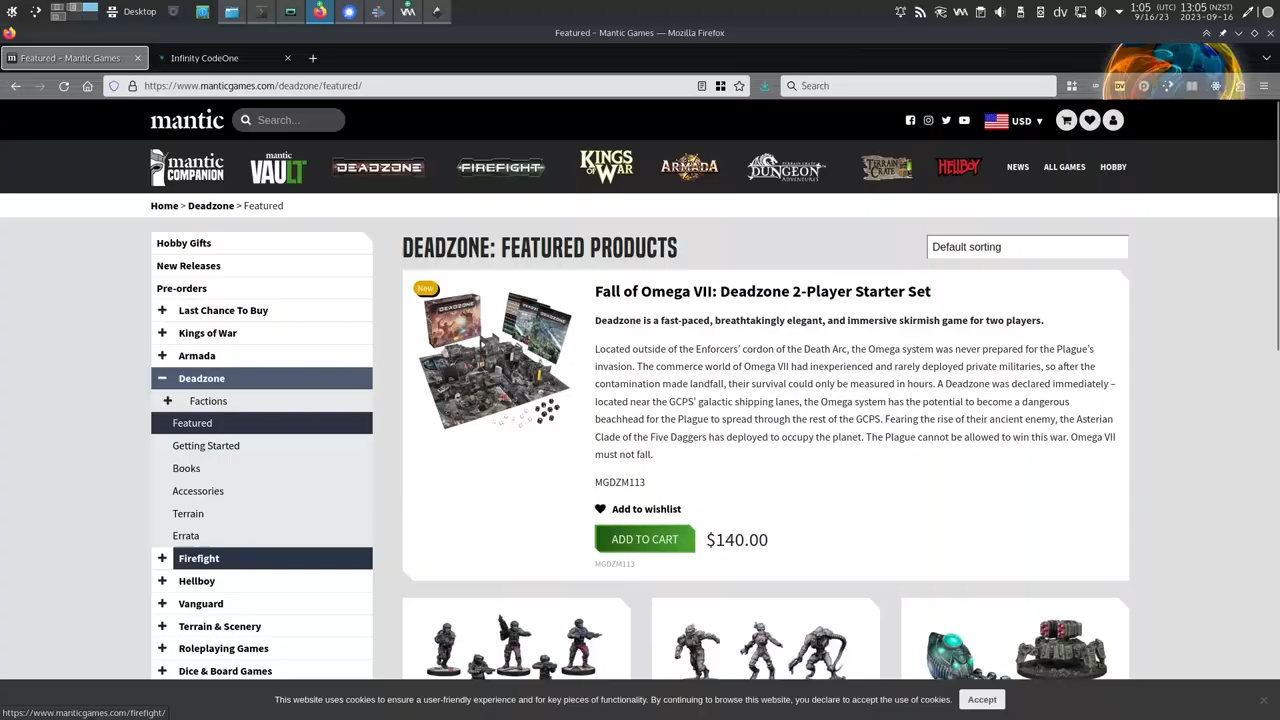 Desktop
dv
1:05 (UTC) 13:05 (NZST)
9/16/23 2023-09-16
Featured – Mantic Games — Mozilla Firefox
m Featured – Mantic Games
Infinity CodeOne
https://www.manticgames.com/deadzone/featured/
Search
DV
mantic
Search...
USD ▼
mantic COMPANION
mantic VAULT
DEADZONE
FIREFIGHT
KINGS OF WAR
ARMADA
TERRAIN CRATE DUNGEON ADVENTURES
TERRAIN CRATE
HELLBOY
NEWS
ALL GAMES
HOBBY
Home > Deadzone > Featured
Hobby Gifts
New Releases
Pre-orders
+ Last Chance To Buy
+ Kings of War
+ Armada
− Deadzone
+ Factions
Featured
Getting Started
Books
Accessories
Terrain
Errata
+ Firefight
+ Hellboy
+ Vanguard
+ Terrain & Scenery
+ Roleplaying Games
+ Dice & Board Games
DEADZONE: FEATURED PRODUCTS
Default sorting
New
DEADZONE
DEADZONE
Fall of Omega VII: Deadzone 2-Player Starter Set
Deadzone is a fast-paced, breathtakingly elegant, and immersive skirmish game for two players.
Located outside of the Enforcers’ cordon of the Death Arc, the Omega system was never prepared for the Plague’s
invasion. The commerce world of Omega VII had inexperienced and rarely deployed private militaries, so after the
contamination made landfall, their survival could only be measured in hours. A Deadzone was declared immediately –
located near the GCPS’ galactic shipping lanes, the Omega system has the potential to become a dangerous
beachhead for the Plague to spread through the rest of the GCPS. Fearing the rise of their ancient enemy, the Asterian
Clade of the Five Daggers has deployed to occupy the planet. The Plague cannot be allowed to win this war. Omega VII
must not fall.
MGDZM113
Add to wishlist
ADD TO CART
$140.00
MGDZM113
This website uses cookies to ensure a user-friendly experience and for key pieces of functionality. By continuing to browse this website, you declare to accept the use of cookies.
Accept
https://www.manticgames.com/firefight/